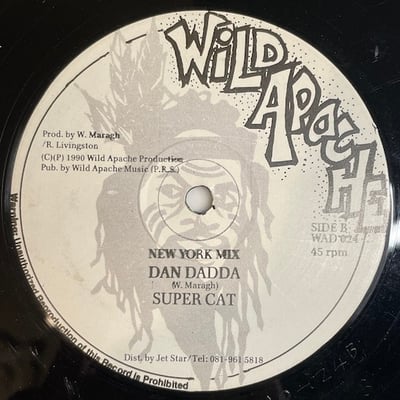 WiLD APACHE
Prod. by W. Maragh
/R. Livingston
(C)(P) 1990 Wild Apache Production
Pub. by Wild Apache Music (P.R.S.)
SIDE B
WAD 024
45 rpm
NEW YORK MIX
DAN DADDA
(W. Maragh)
SUPER CAT
Dist. by Jet Star/Tel: 081-961 5818
Warning: Unauthorized Reproduction of this Record is Prohibited